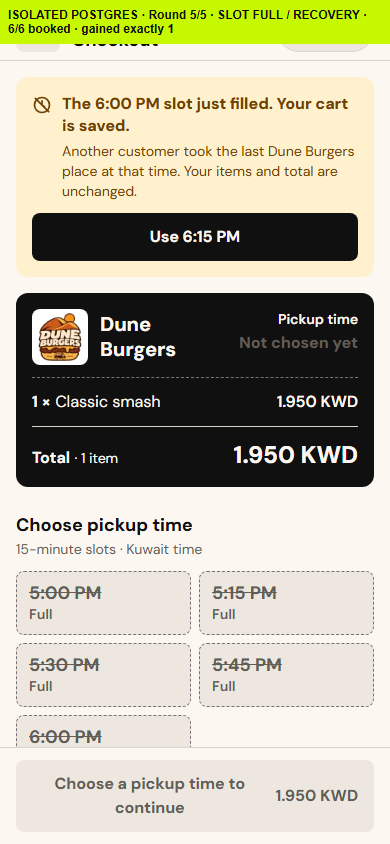 ISOLATED POSTGRES · Round 5/5 · SLOT FULL / RECOVERY ·
6/6 booked · gained exactly 1
Checkout
The 6:00 PM slot just filled. Your cart
is saved.
Another customer took the last Dune Burgers
place at that time. Your items and total are
unchanged.
Use 6:15 PM
DUNE
BURGERS
Dune
Burgers
Pickup time
Not chosen yet
1 × Classic smash 1.950 KWD
Total · 1 item 1.950 KWD
Choose pickup time
15-minute slots · Kuwait time
5:00 PM
Full
5:15 PM
Full
5:30 PM
Full
5:45 PM
Full
6:00 PM
Choose a pickup time to
continue
1.950 KWD